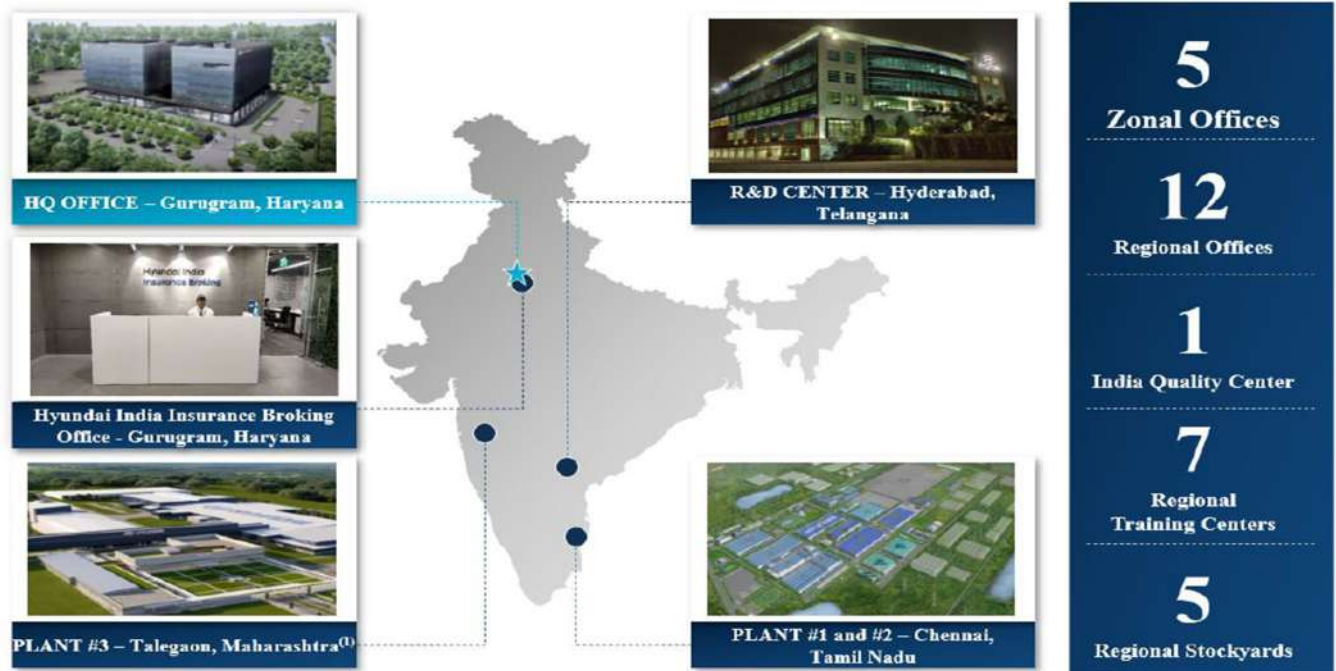 HQ OFFICE – Gurugram, Haryana
Hyundai India
Insurance Broking
Hyundai India Insurance Broking
Office - Gurugram, Haryana
PLANT #3 – Talegaon, Maharashtra(1)
R&D CENTER – Hyderabad,
Telangana
PLANT #1 and #2 – Chennai,
Tamil Nadu
5
Zonal Offices
12
Regional Offices
1
India Quality Center
7
Regional
Training Centers
5
Regional Stockyards